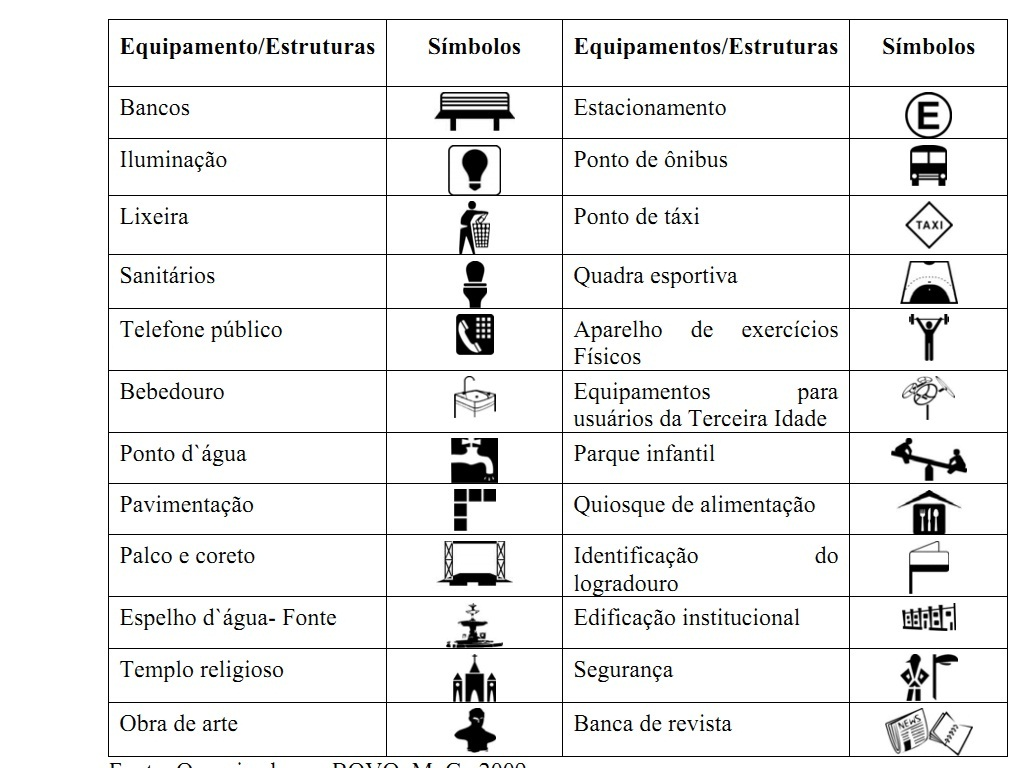 Equipamento/Estruturas Símbolos Equipamentos/Estruturas Símbolos
Bancos Estacionamento E
Iluminação Ponto de ônibus
Lixeira Ponto de táxi TAXI
Sanitários Quadra esportiva
Telefone público Aparelho de exercícios
Físicos
Bebedouro Equipamentos para
usuários da Terceira Idade
Ponto d`água Parque infantil
Pavimentação Quiosque de alimentação
Palco e coreto Identificação do
logradouro
Espelho d`água- Fonte Edificação institucional
Templo religioso Segurança
Obra de arte Banca de revista NEWS